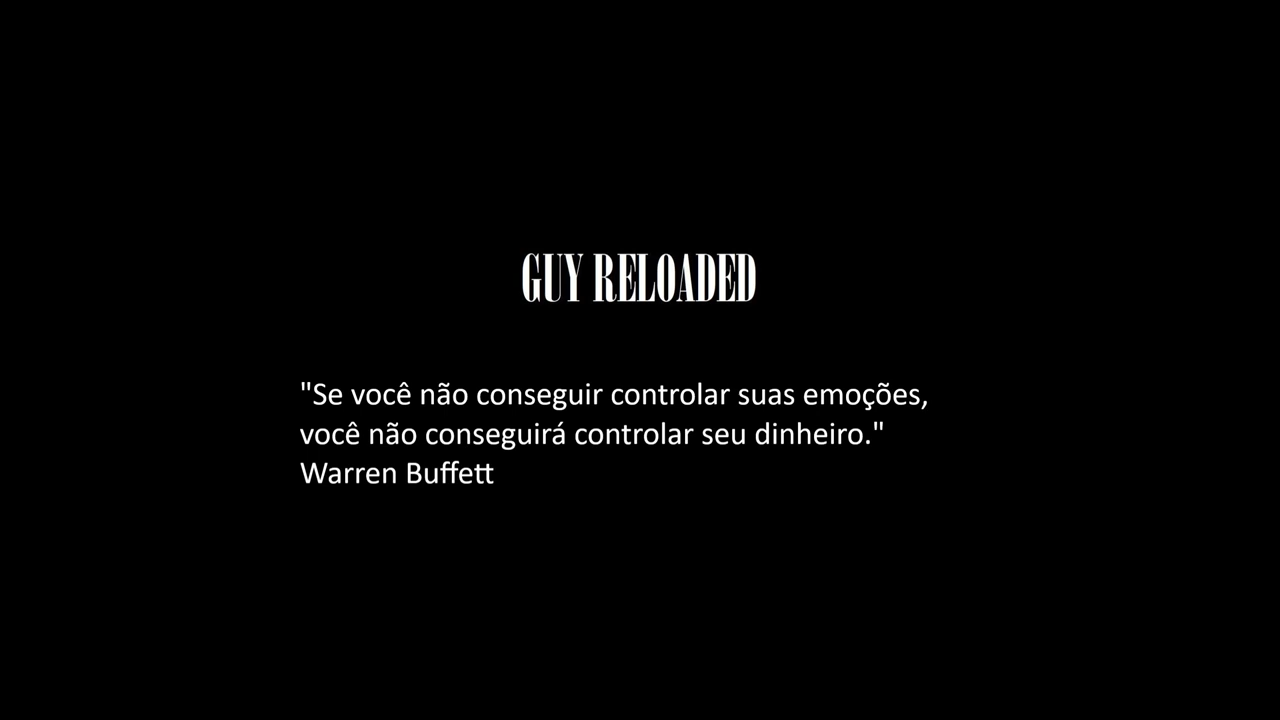 GUY RELOADED
"Se você não conseguir controlar suas emoções,
você não conseguirá controlar seu dinheiro."
Warren Buffett